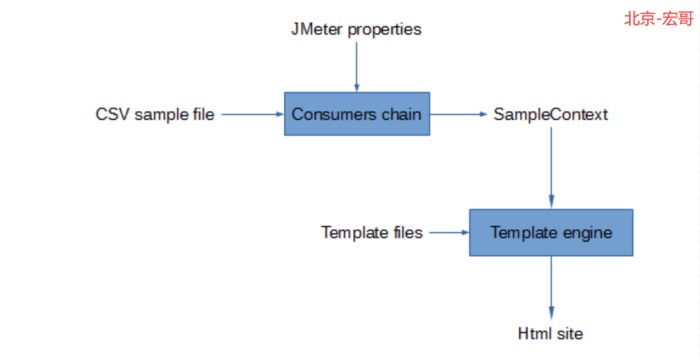 北京-宏哥
JMeter properties
CSV sample file
Consumers chain
SampleContext
Template files
Template engine
Html site